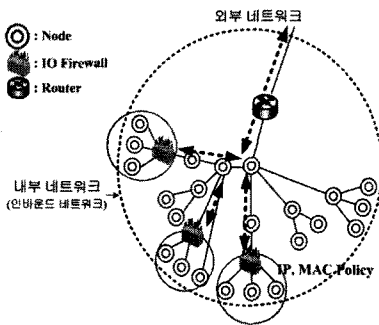 외부 네트워크
: Node
: IO Firewall
: Router
내부 네트워크
(인바운드 네트워크)
IP, MAC Policy